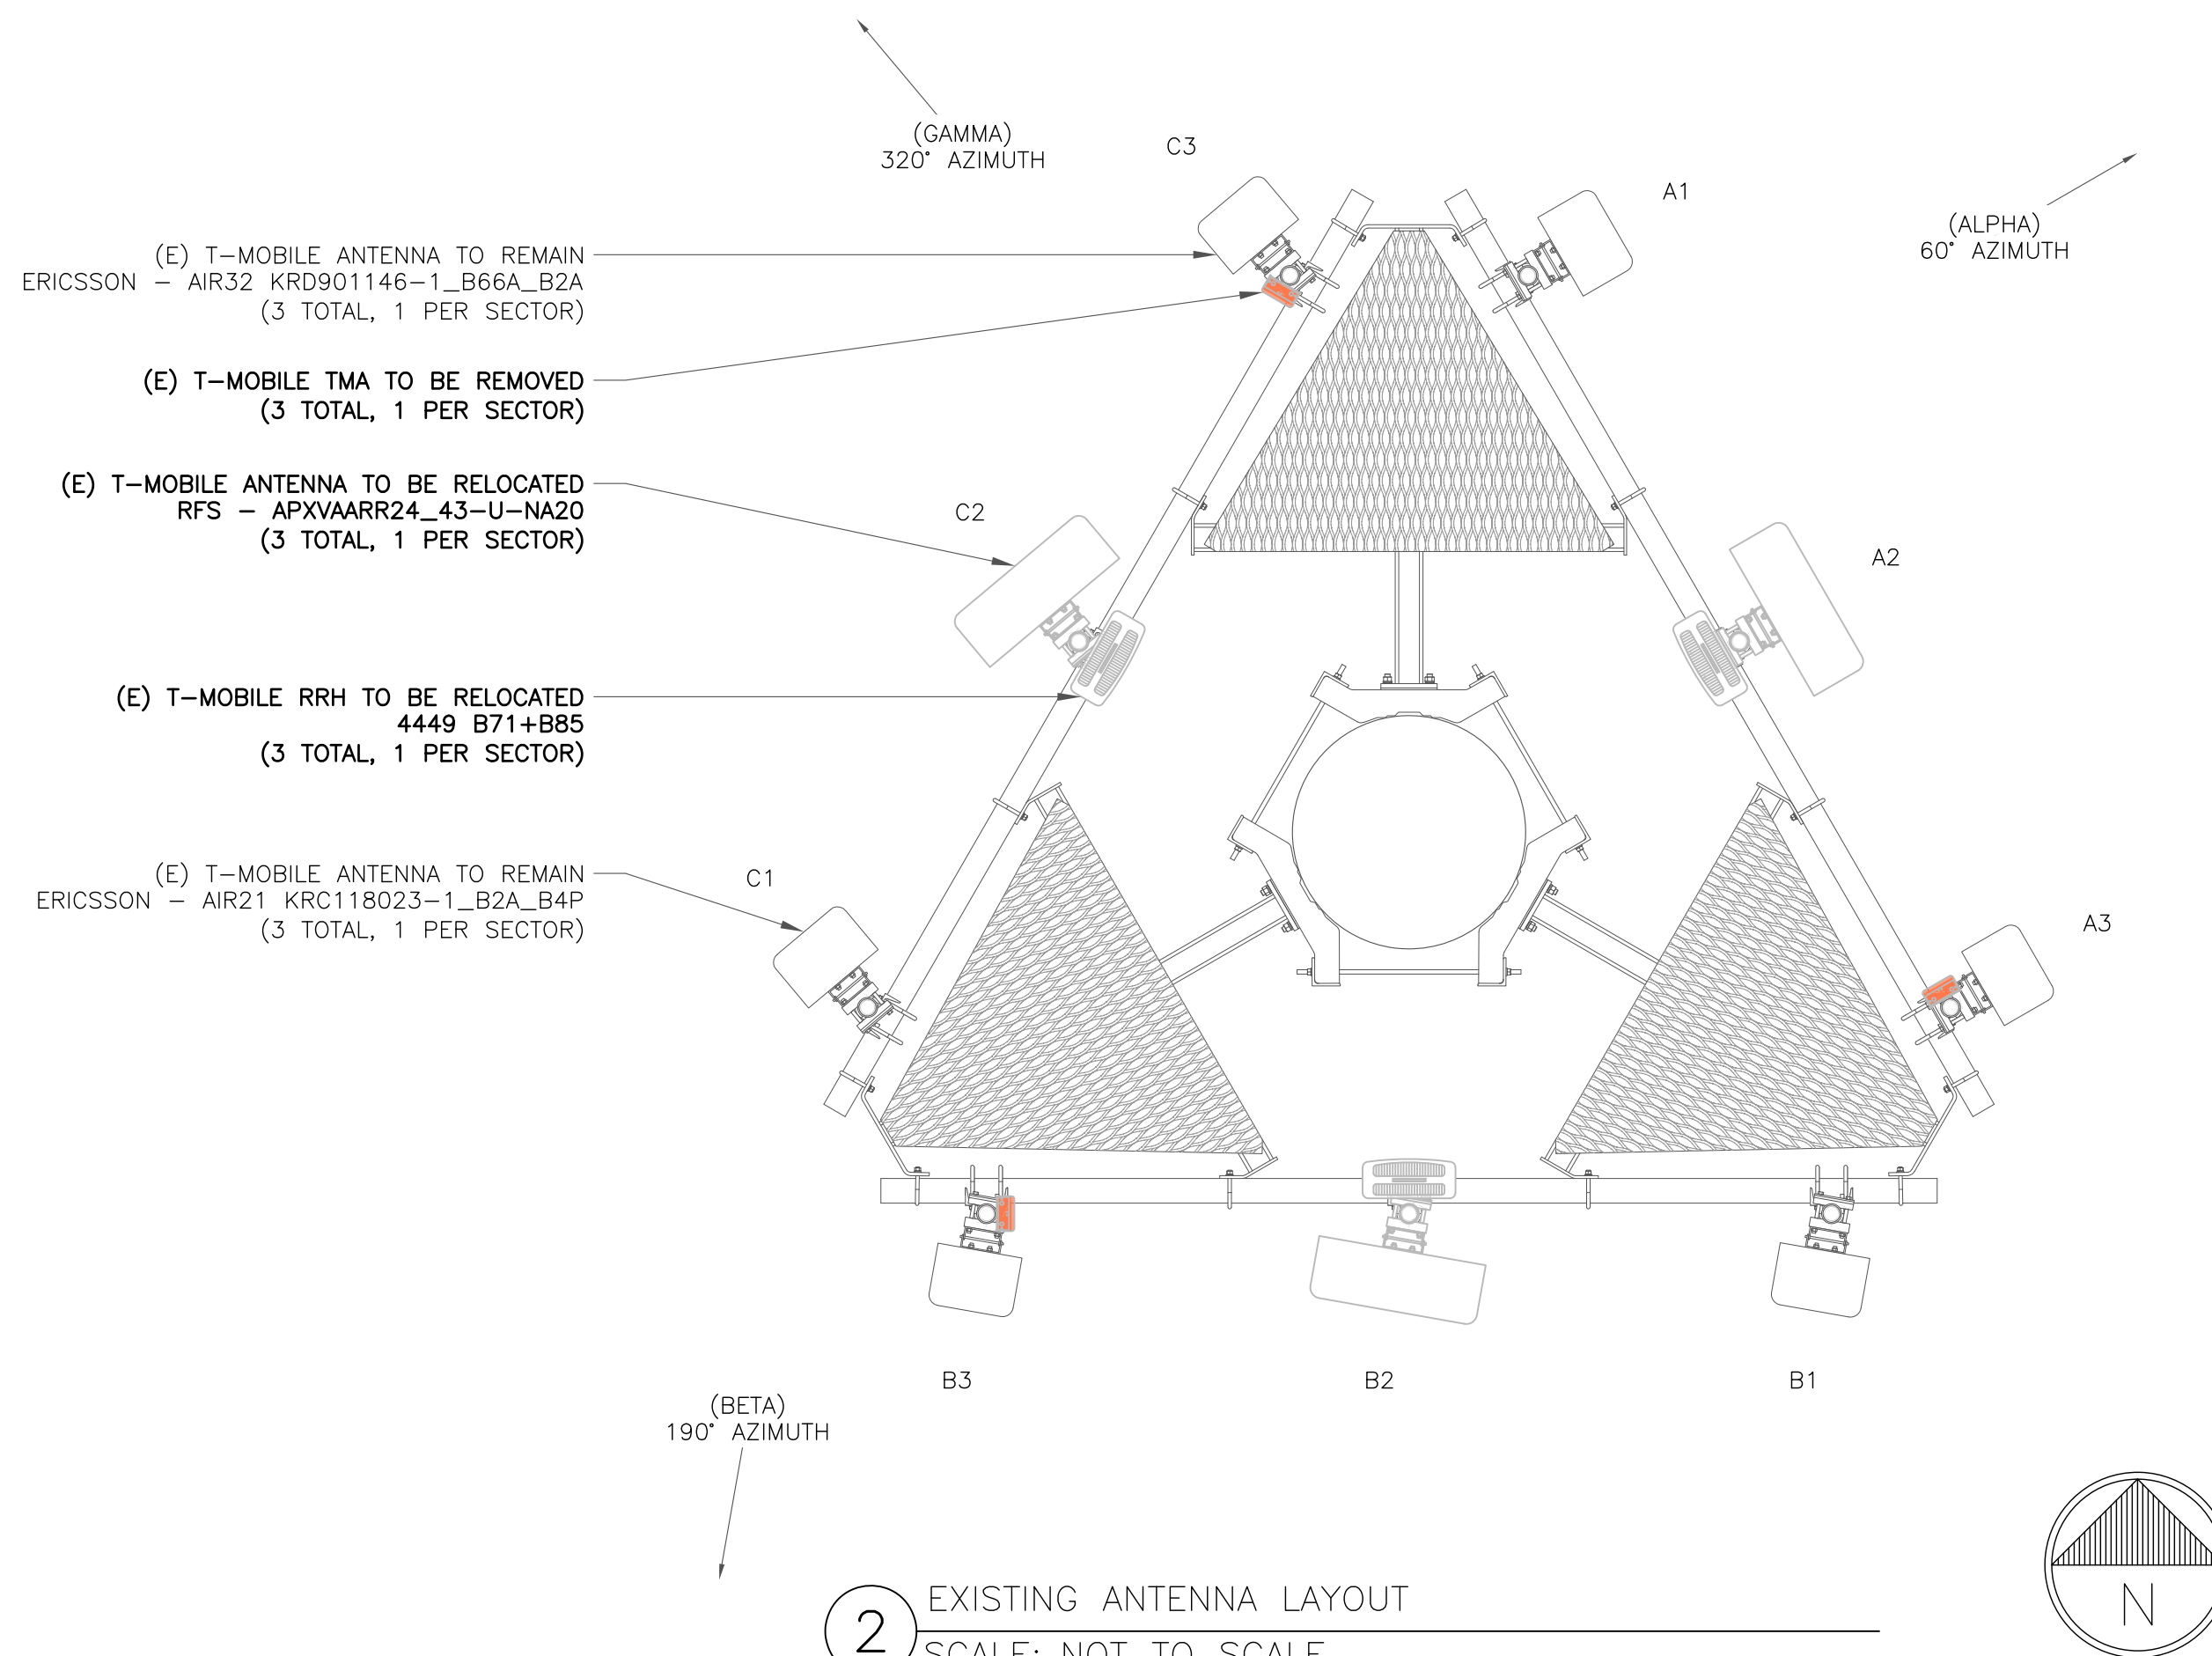 (GAMMA)
320° AZIMUTH
C3
A1
(ALPHA)
60° AZIMUTH
(E) T-MOBILE ANTENNA TO REMAIN
ERICSSON - AIR32 KRD901146-1_B66A_B2A
(3 TOTAL, 1 PER SECTOR)
(E) T-MOBILE TMA TO BE REMOVED
(3 TOTAL, 1 PER SECTOR)
(E) T-MOBILE ANTENNA TO BE RELOCATED
RFS - APXVAARR24_43-U-NA20
(3 TOTAL, 1 PER SECTOR)
C2
A2
(E) T-MOBILE RRH TO BE RELOCATED
4449 B71+B85
(3 TOTAL, 1 PER SECTOR)
(E) T-MOBILE ANTENNA TO REMAIN
ERICSSON - AIR21 KRC118023-1_B2A_B4P
(3 TOTAL, 1 PER SECTOR)
C1
A3
B3
B2
B1
(BETA)
190° AZIMUTH
2
EXISTING ANTENNA LAYOUT
SCALE: NOT TO SCALE
N